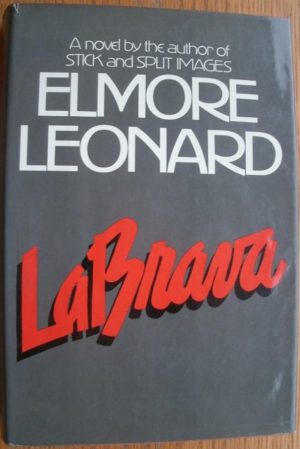 A novel by the author of
STICK and SPLIT IMAGES
ELMORE
LEONARD
LaBrava